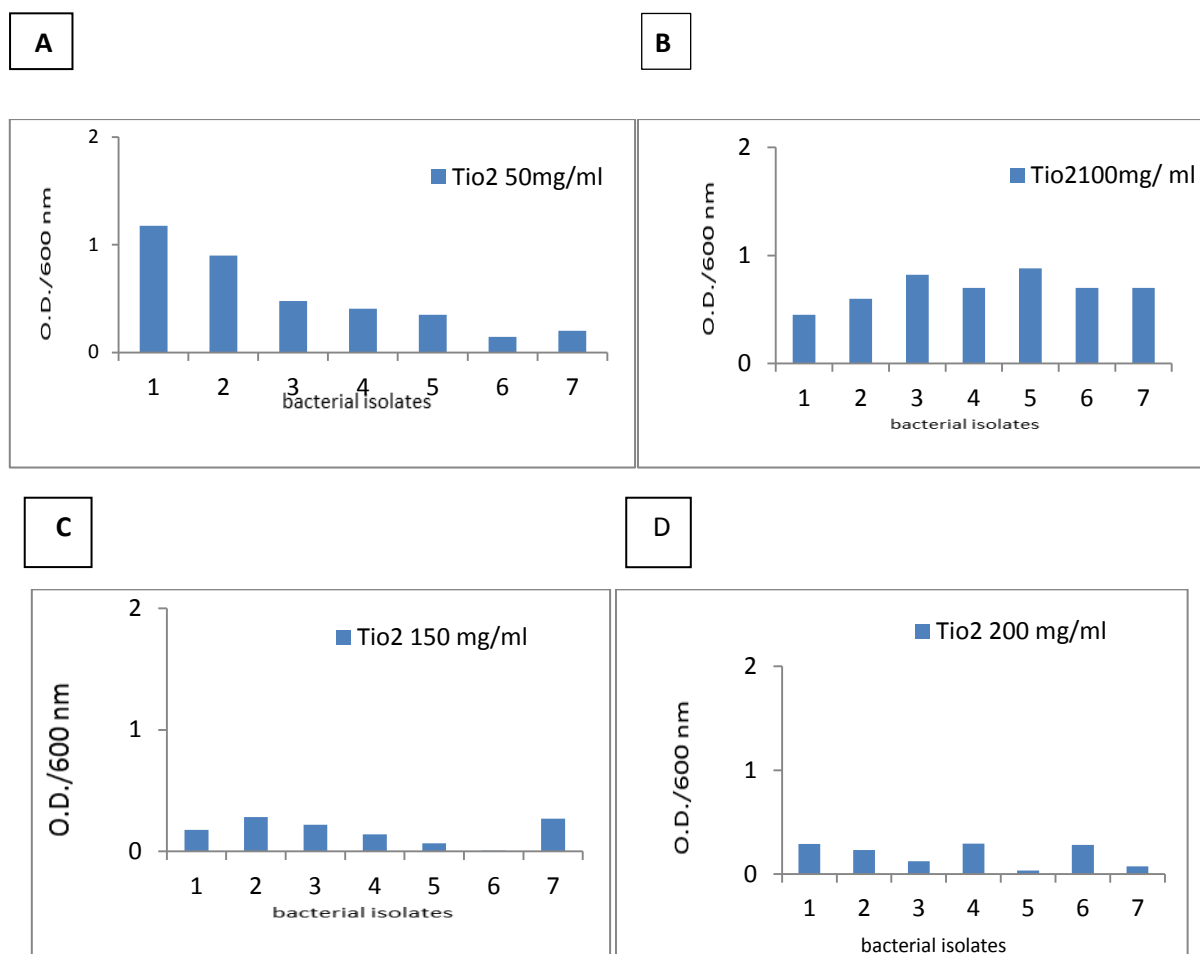 A
B
2
1
0
O.D./600 nm
Tio2 50mg/ml
1 2 3 4 5 6 7
bacterial isolates
2
1
0
O.D./600 nm
Tio2100mg/ ml
1 2 3 4 5 6 7
bacterial isolates
C
D
2
1
0
O.D./600 nm
Tio2 150 mg/ml
1 2 3 4 5 6 7
bacterial isolates
2
1
0
O.D./600 nm
Tio2 200 mg/ml
1 2 3 4 5 6 7
bacterial isolates